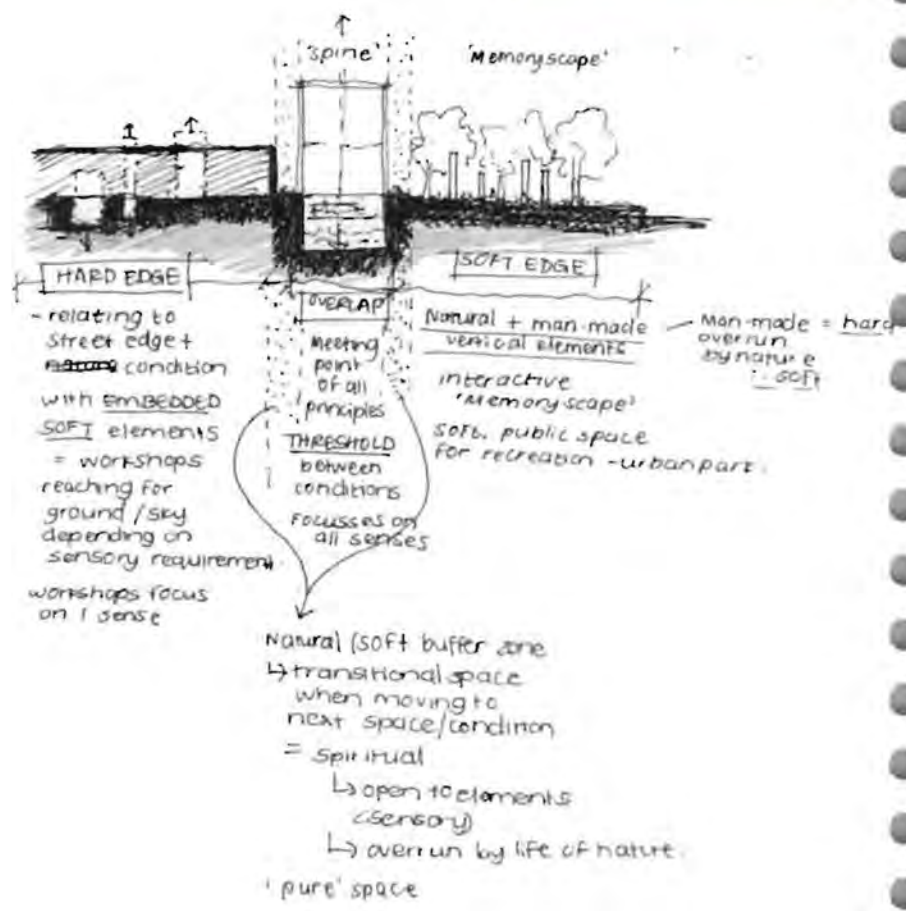 'spine'
'Memoryscape'
HARD EDGE
- relating to
street edge +
condition
with EMBEDDED
SOFT elements
= workshops
reaching for
ground / sky
depending on
sensory requirement.
workshops focus
on 1 sense
OVERLAP
Meeting
point
of all
principles
THRESHOLD
between
conditions
Focusses on
all senses
SOFT EDGE
Natural + man-made
vertical elements
interactive
'Memoryscape'
soft, public space
for recreation - urban park.
Man-made = hard
overrun
by nature
∴ soft
Natural (soft buffer zone
↳ transitional space
when moving to
next space/condition
= spiritual
↳ open to elements
(sensory)
↳ overrun by life of nature.
'pure' space